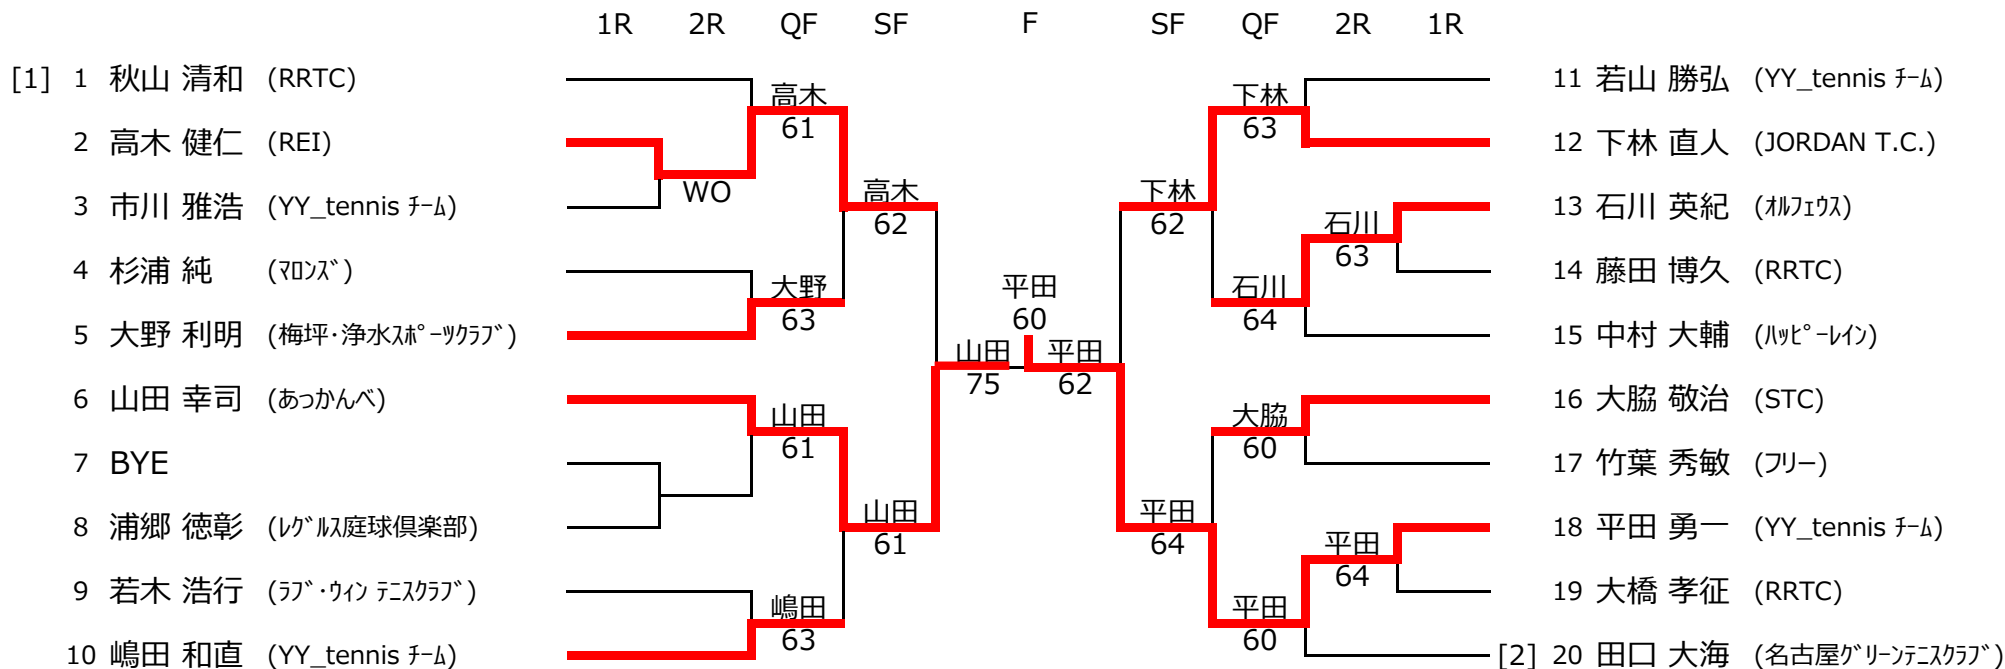 1R 2R QF SF F SF QF 2R 1R
[1] 1 秋山 清和 (RRTC)
2 高木 健仁 (REI)
3 市川 雅浩 (YY_tennis ﾁｰﾑ)
4 杉浦 純 (ﾏﾛﾝｽﾞ)
5 大野 利明 (梅坪･浄水ｽﾎﾟｰﾂｸﾗﾌﾞ)
6 山田 幸司 (あっかんべ)
7 BYE
8 浦郷 徳彰 (ﾚｸﾞﾙｽ庭球倶楽部)
9 若木 浩行 (ﾗﾌﾞ･ｳｨﾝ ﾃﾆｽｸﾗﾌﾞ)
10 嶋田 和直 (YY_tennis ﾁｰﾑ)
WO
高木
61
大野
63
山田
61
嶋田
63
高木
62
山田
61
山田
75
平田
60
平田
62
下林
62
平田
64
下林
63
石川
64
大脇
60
平田
60
石川
63
平田
64
11 若山 勝弘 (YY_tennis ﾁｰﾑ)
12 下林 直人 (JORDAN T.C.)
13 石川 英紀 (ｵﾙﾌｪｳｽ)
14 藤田 博久 (RRTC)
15 中村 大輔 (ﾊｯﾋﾟｰﾚｲﾝ)
16 大脇 敬治 (STC)
17 竹葉 秀敏 (フリー)
18 平田 勇一 (YY_tennis ﾁｰﾑ)
19 大橋 孝征 (RRTC)
[2] 20 田口 大海 (名古屋ｸﾞﾘｰﾝﾃﾆｽｸﾗﾌﾞ)